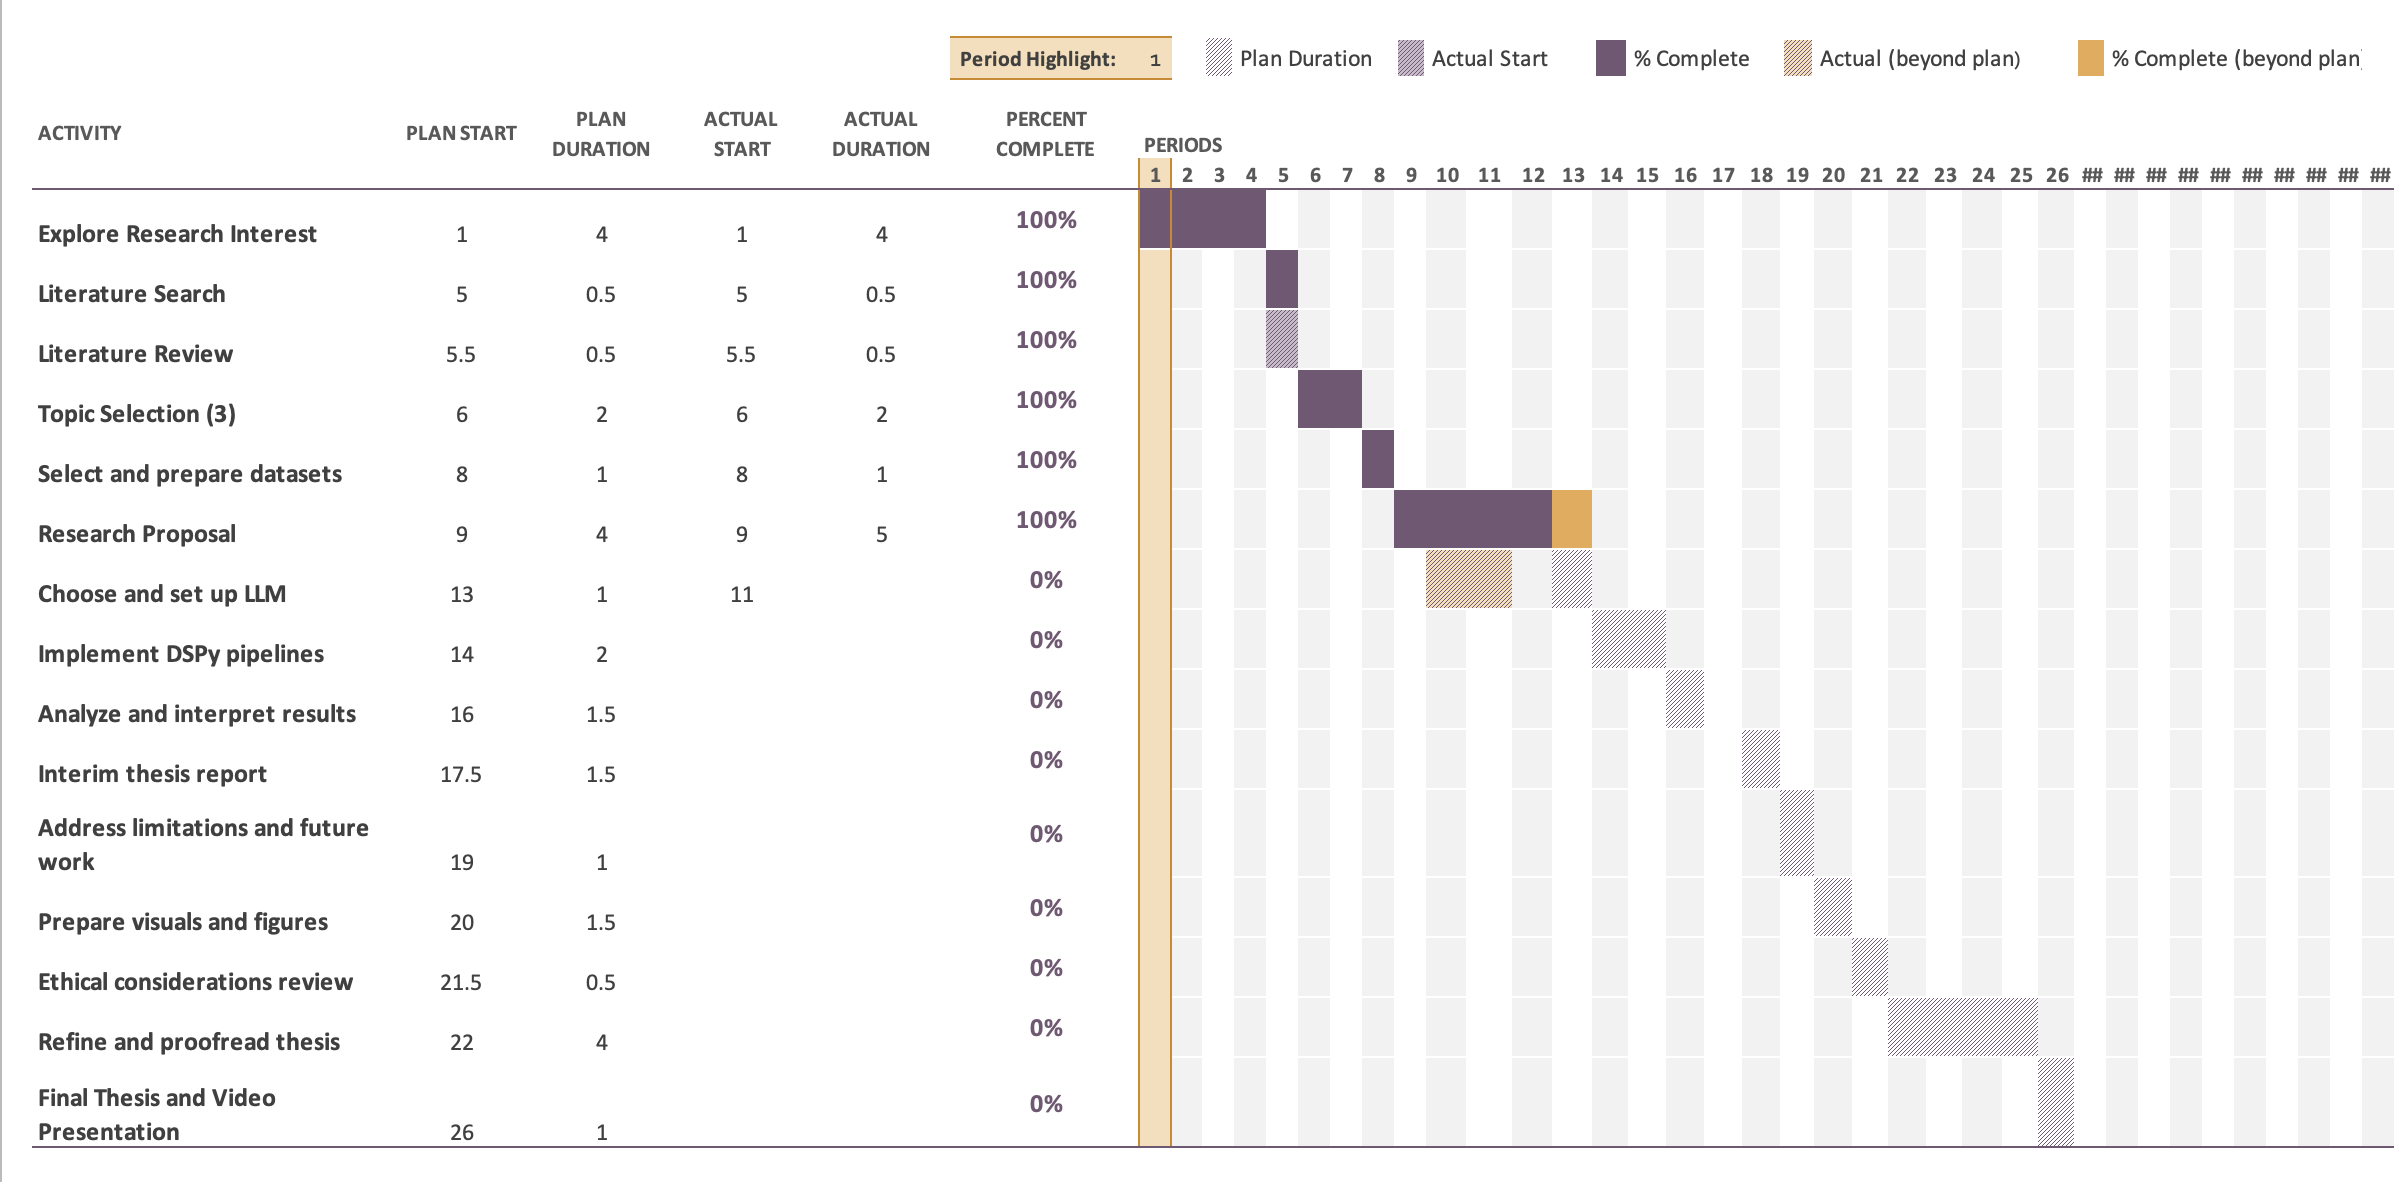 Period Highlight: 1 Plan Duration Actual Start % Complete Actual (beyond plan) % Complete (beyond plan)
ACTIVITY PLAN START PLAN DURATION ACTUAL START ACTUAL DURATION PERCENT COMPLETE PERIODS
1 2 3 4 5 6 7 8 9 10 11 12 13 14 15 16 17 18 19 20 21 22 23 24 25 26 ## ## ## ## ## ## ## ## ## ##
Explore Research Interest 1 4 1 4 100%
Literature Search 5 0.5 5 0.5 100%
Literature Review 5.5 0.5 5.5 0.5 100%
Topic Selection (3) 6 2 6 2 100%
Select and prepare datasets 8 1 8 1 100%
Research Proposal 9 4 9 5 100%
Choose and set up LLM 13 1 11 0%
Implement DSPy pipelines 14 2 0%
Analyze and interpret results 16 1.5 0%
Interim thesis report 17.5 1.5 0%
Address limitations and future
work 19 1 0%
Prepare visuals and figures 20 1.5 0%
Ethical considerations review 21.5 0.5 0%
Refine and proofread thesis 22 4 0%
Final Thesis and Video
Presentation 26 1 0%